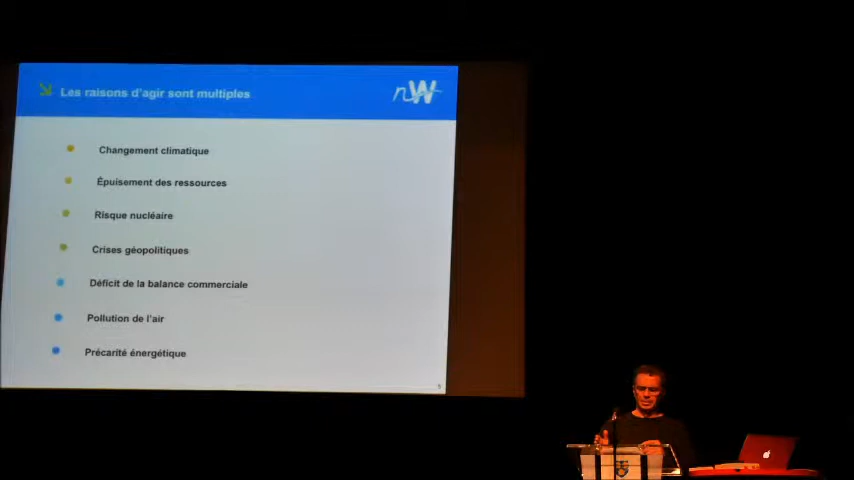 Les raisons d'agir sont multiples
nW
Changement climatique
Épuisement des ressources
Risque nucléaire
Crises géopolitiques
Déficit de la balance commerciale
Pollution de l'air
Précarité énergétique